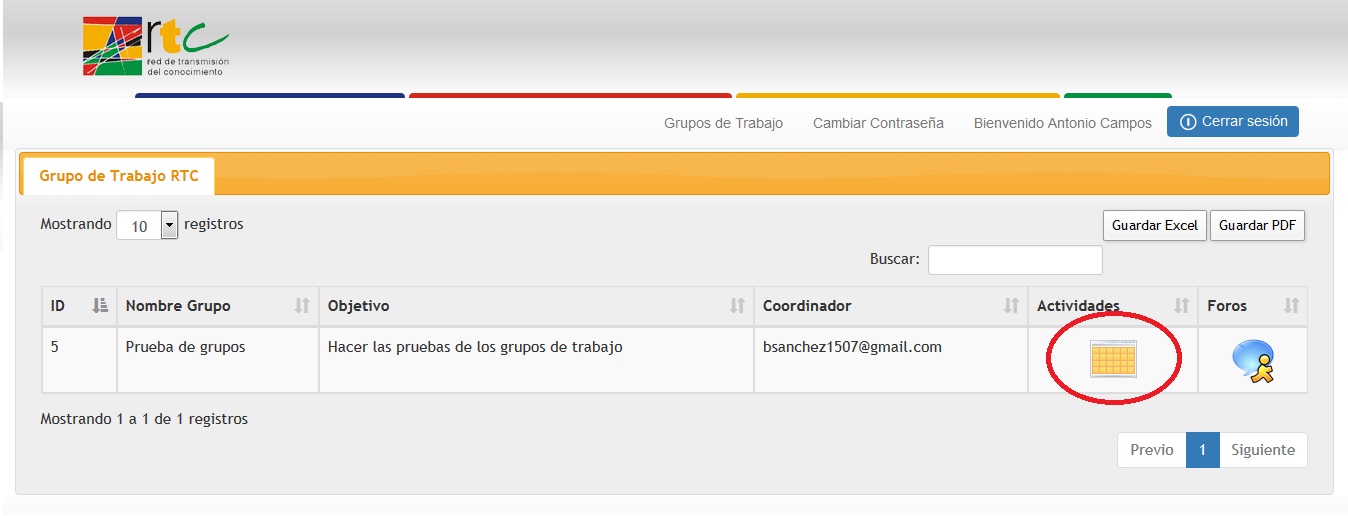 rtc
red de transmisión
del conocimiento
Grupos de Trabajo Cambiar Contraseña Bienvenido Antonio Campos Cerrar sesión
Grupo de Trabajo RTC
Mostrando 10 registros
Guardar Excel Guardar PDF
Buscar:
ID Nombre Grupo Objetivo Coordinador Actividades Foros
5 Prueba de grupos Hacer las pruebas de los grupos de trabajo bsanchez1507@gmail.com
Mostrando 1 a 1 de 1 registros
Previo 1 Siguiente